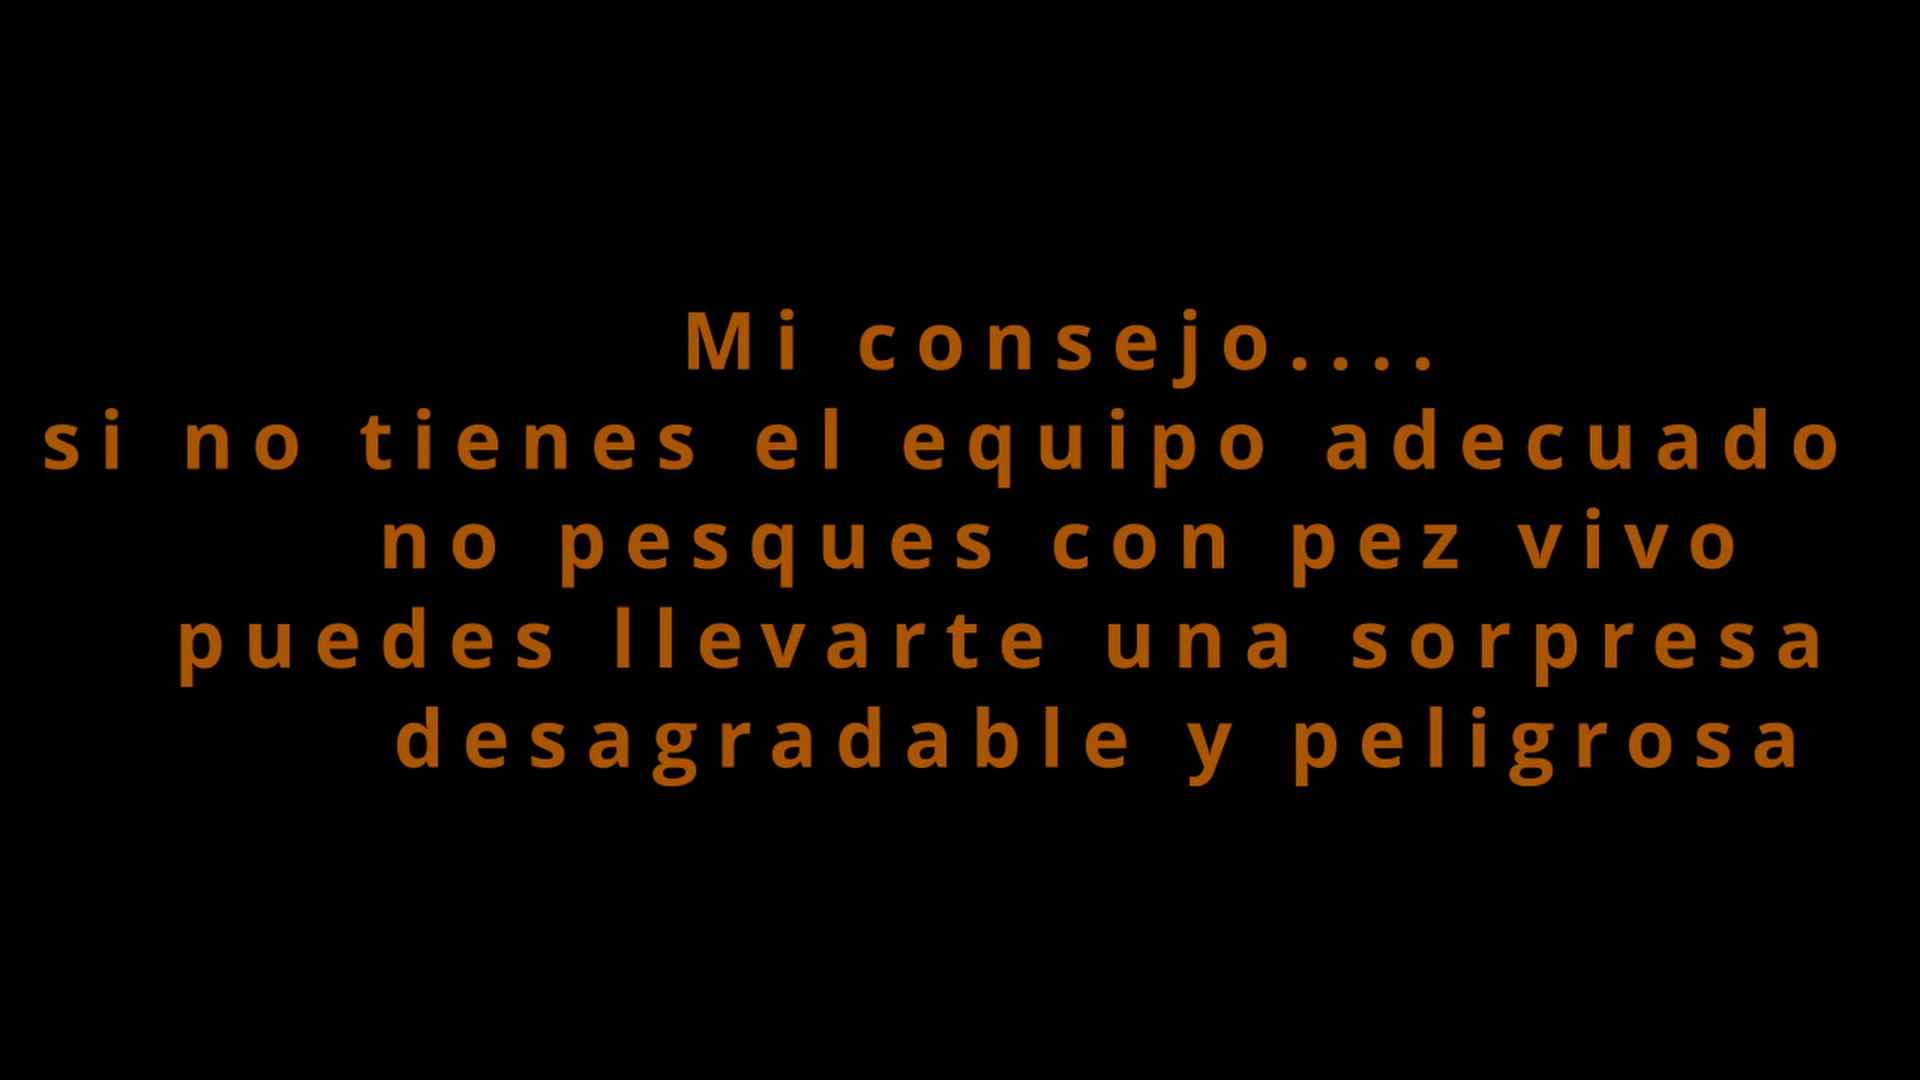 Mi consejo....
si no tienes el equipo adecuado
no pesques con pez vivo
puedes llevarte una sorpresa
desagradable y peligrosa